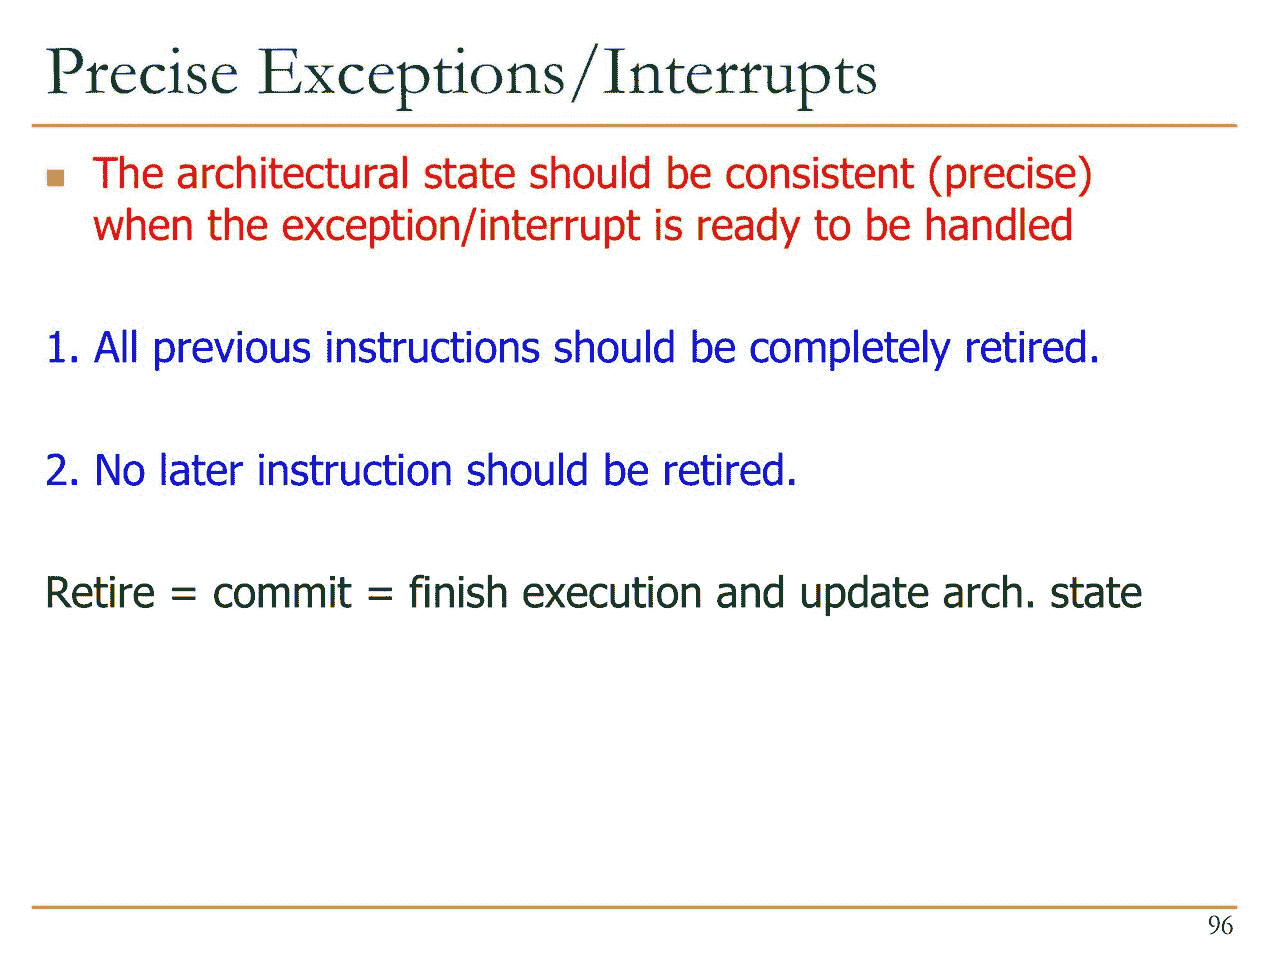 Precise Exceptions/Interrupts
The architectural state should be consistent (precise)
when the exception/interrupt is ready to be handled
1. All previous instructions should be completely retired.
2. No later instruction should be retired.
Retire = commit = finish execution and update arch. state
96